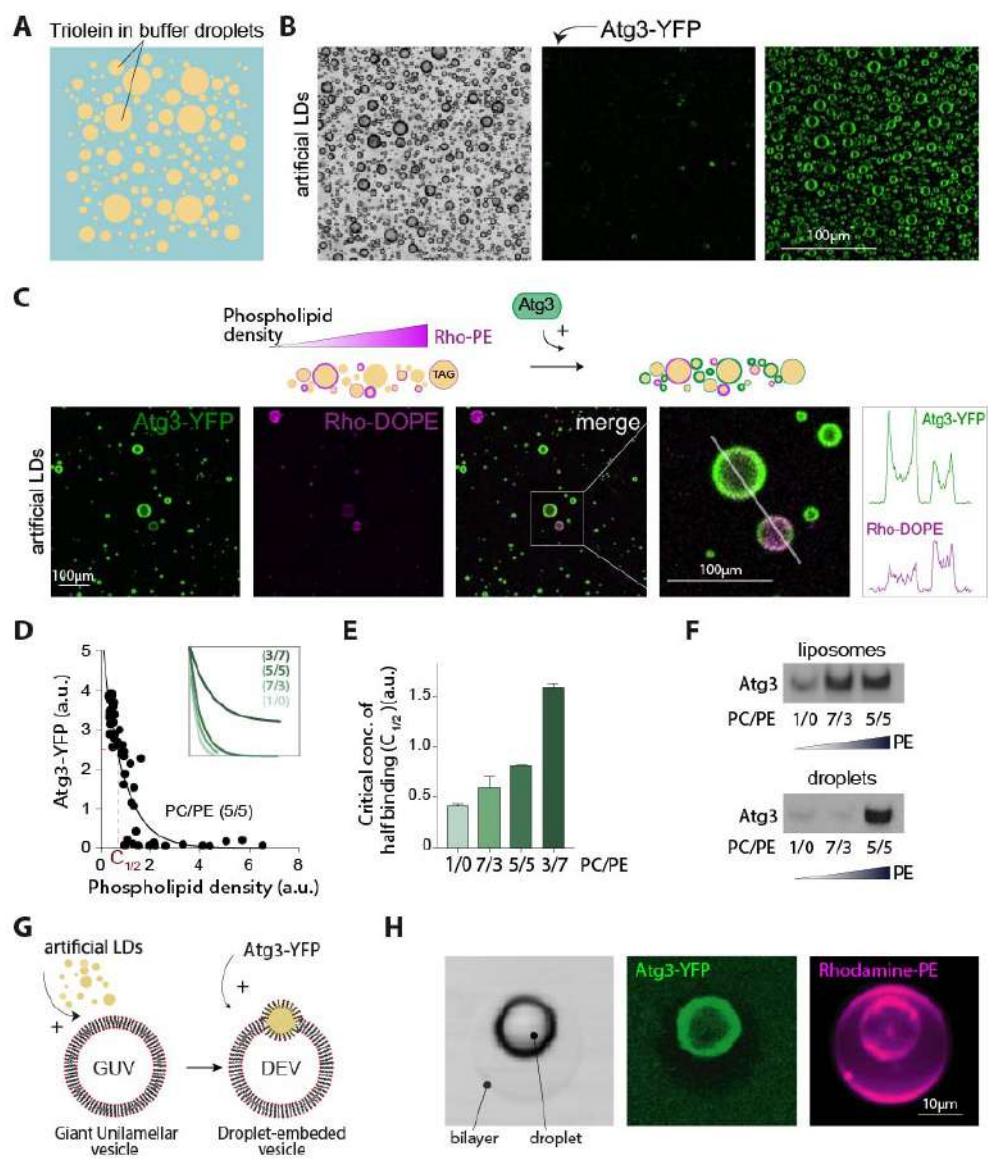 A
Triolein in buffer droplets
B
Atg3-YFP
artificial LDs
100µm
C
Phospholipid
density
Rho-PE
Atg3
+
TAG
artificial LDs
Atg3-YFP
Rho-DOPE
merge
Atg3-YFP
Rho-DOPE
100µm
100µm
D
Atg3-YFP (a.u.)
5
4
3
2
1
0
(3/7)
(5/5)
(7/3)
(1/0)
PC/PE (5/5)
0 2 4 6 8
C1/2
Phospholipid density (a.u.)
E
Critical conc. of
half binding (C1/2) (a.u.)
1.5
1.0
0.5
0.0
1/0 7/3 5/5 3/7 PC/PE
F
liposomes
Atg3
PC/PE 1/0 7/3 5/5
PE
droplets
Atg3
PC/PE 1/0 7/3 5/5
PE
G
artificial LDs
+
GUV
Giant Unilamellar
vesicle
Atg3-YFP
+
DEV
Droplet-embeded
vesicle
H
Atg3-YFP
Rhodamine-PE
bilayer droplet
10µm